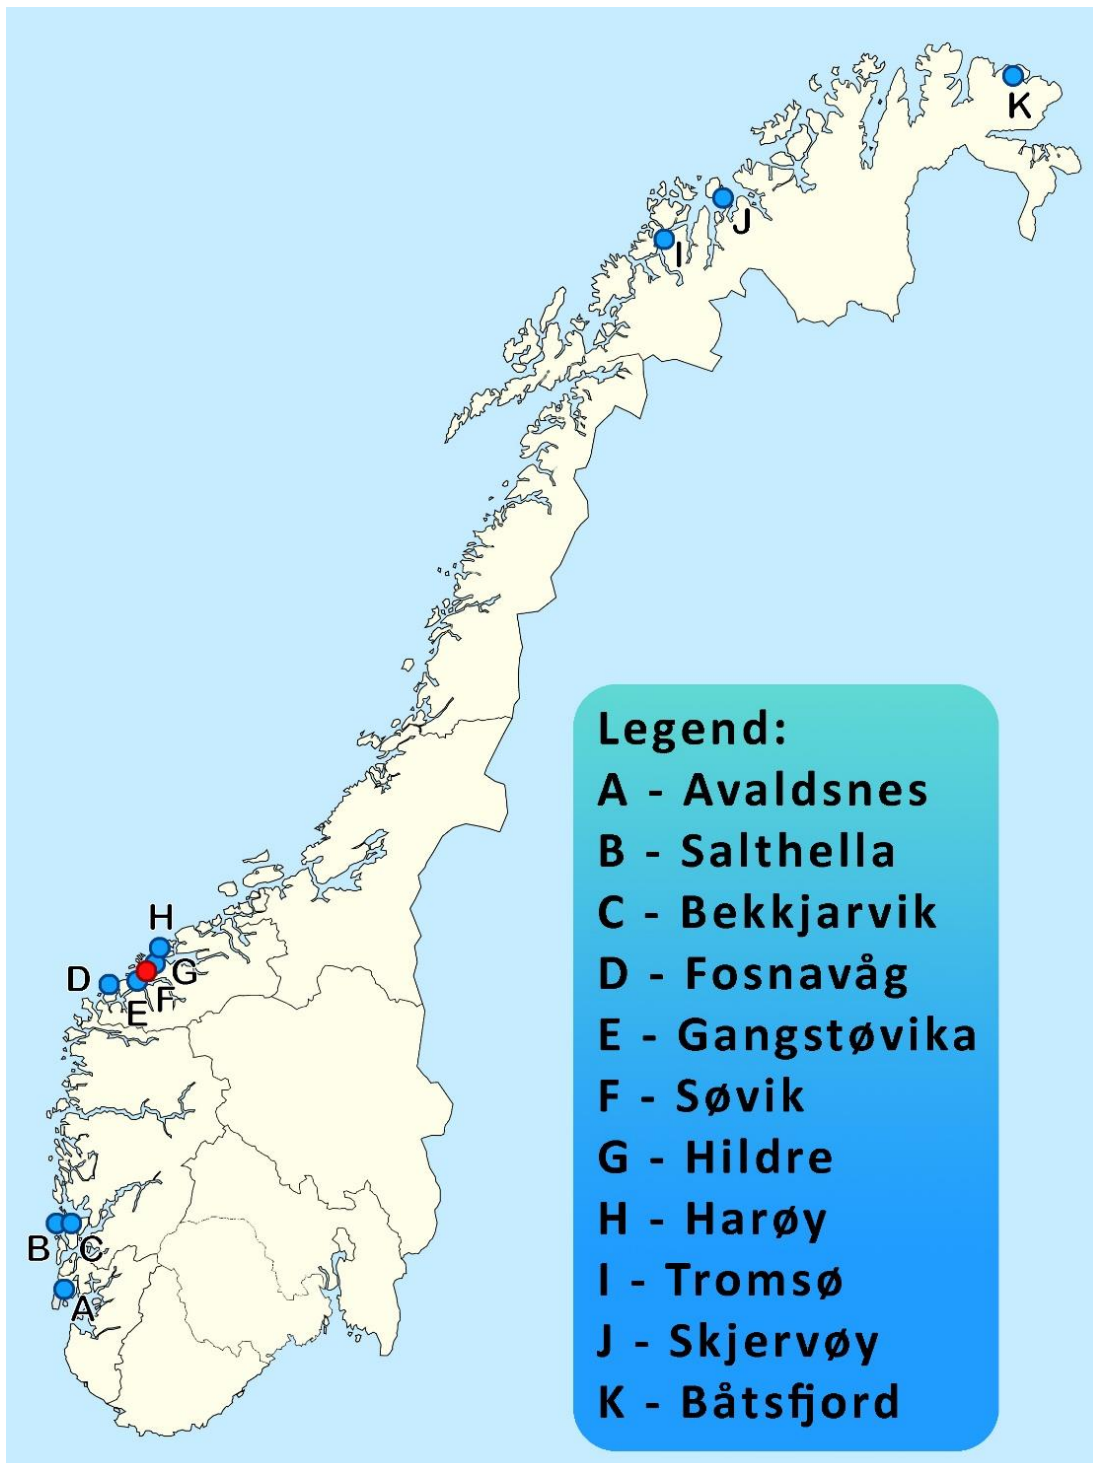 K
J
I
H
D
G
F
E
B
C
A
Legend:
A - Avaldsnes
B - Salthella
C - Bekkjarvik
D - Fosnavåg
E - Gangstøvika
F - Søvik
G - Hildre
H - Harøy
I - Tromsø
J - Skjervøy
K - Båtsfjord